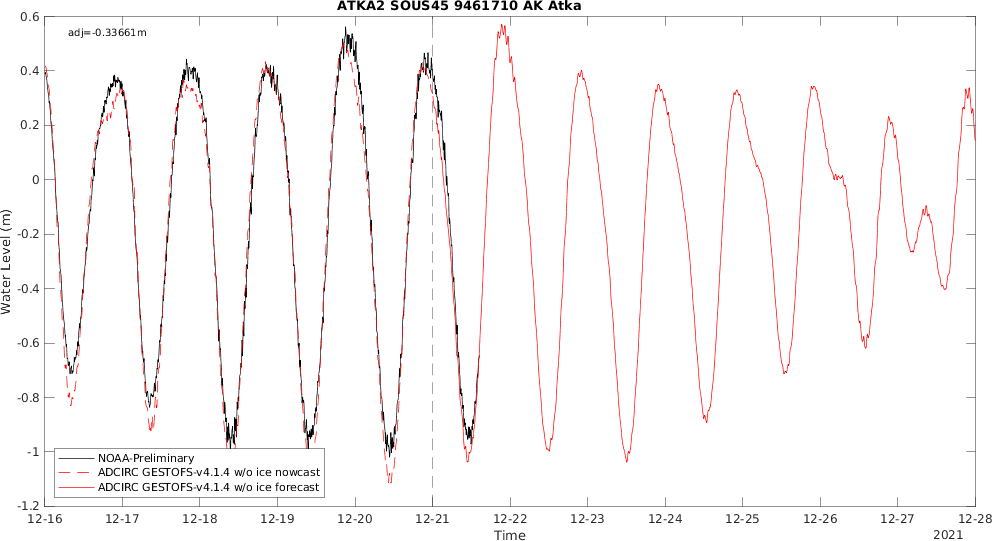 ATKA2 SOUS45 9461710 AK Atka
adj=-0.33661m
0.6
0.4
0.2
0
-0.2
-0.4
-0.6
-0.8
-1
-1.2
Water Level (m)
NOAA-Preliminary
ADCIRC GESTOFS-v4.1.4 w/o ice nowcast
ADCIRC GESTOFS-v4.1.4 w/o ice forecast
12-16 12-17 12-18 12-19 12-20 12-21 12-22 12-23 12-24 12-25 12-26 12-27 12-28
Time
2021